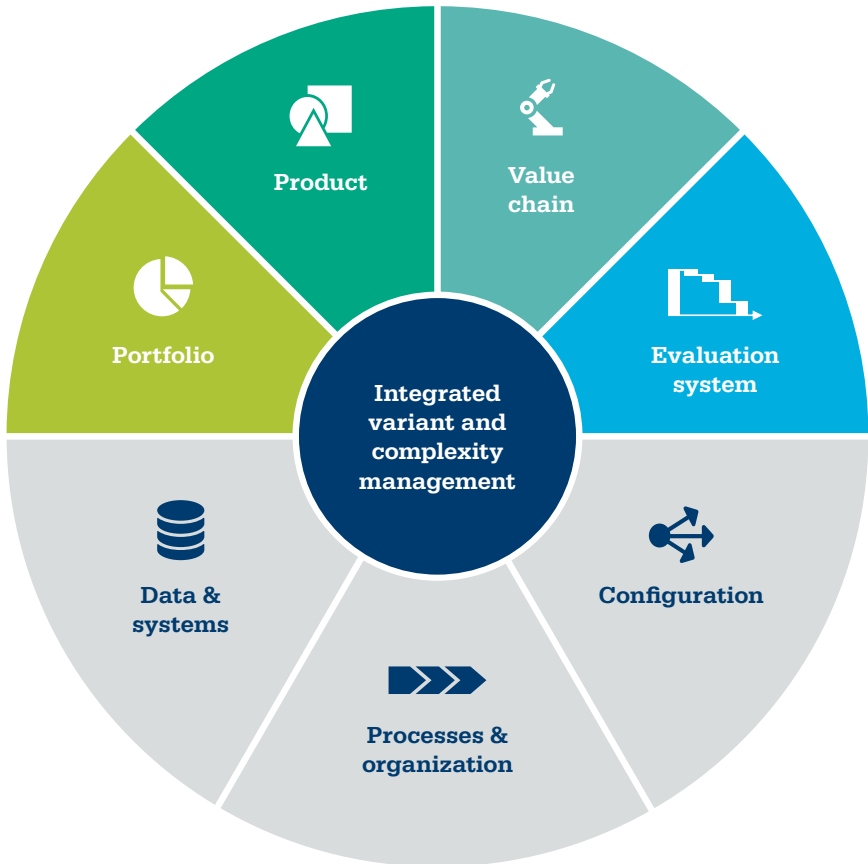 Product
Value
chain
Portfolio
Evaluation
system
Integrated
variant and
complexity
management
Data &
systems
Configuration
Processes &
organization